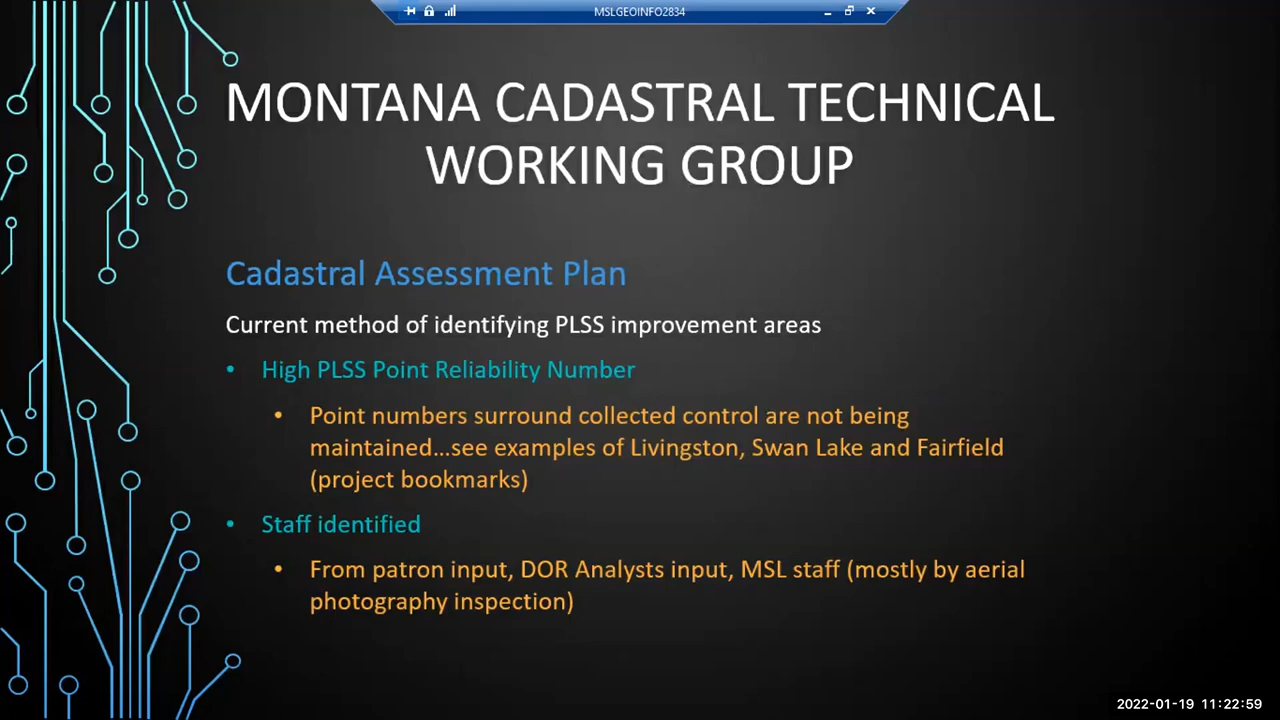 MSLGEOINFO2834
MONTANA CADASTRAL TECHNICAL
WORKING GROUP
Cadastral Assessment Plan
Current method of identifying PLSS improvement areas
• High PLSS Point Reliability Number
• Point numbers surround collected control are not being
maintained...see examples of Livingston, Swan Lake and Fairfield
(project bookmarks)
• Staff identified
• From patron input, DOR Analysts input, MSL staff (mostly by aerial
photography inspection)
2022-01-19 11:22:59